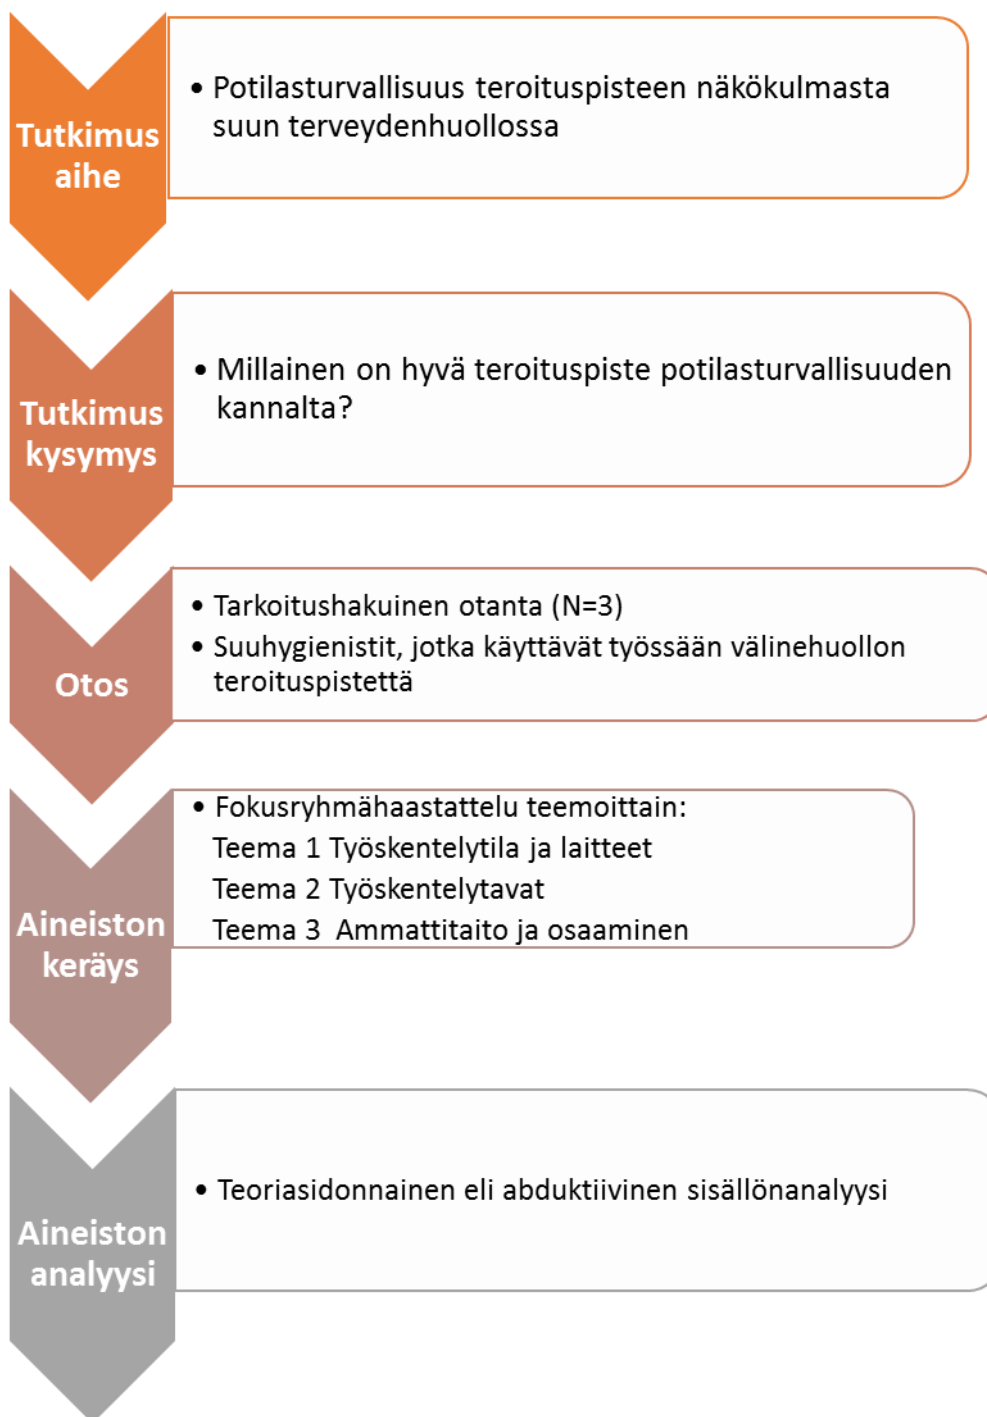 Tutkimus
aihe
• Potilasturvallisuus teroituspisteen näkökulmasta
suun terveydenhuollossa
Tutkimus
kysymys
• Millainen on hyvä teroituspiste potilasturvallisuuden
kannalta?
Otos
• Tarkoitushakuinen otanta (N=3)
• Suuhygienistit, jotka käyttävät työssään välinehuollon
teroituspistettä
Aineiston
keräys
• Fokusryhmähaastattelu teemoittain:
Teema 1 Työskentelytila ja laitteet
Teema 2 Työskentelytavat
Teema 3  Ammattitaito ja osaaminen
Aineiston
analyysi
• Teoriasidonnainen eli abduktiivinen sisällönanalyysi